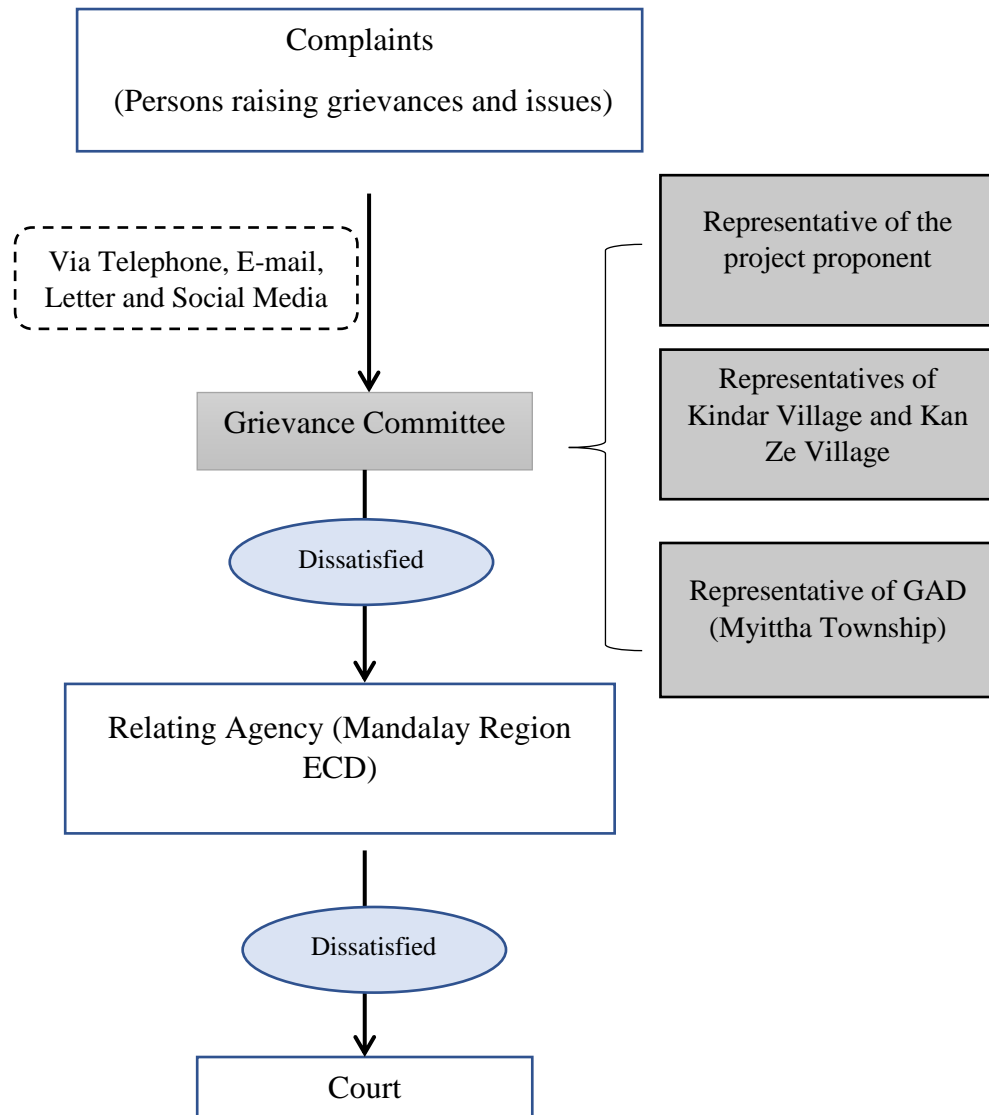 Complaints
(Persons raising grievances and issues)
Via Telephone, E-mail,
Letter and Social Media
Representative of the
project proponent
Grievance Committee
Representatives of
Kindar Village and Kan
Ze Village
Dissatisfied
Representative of GAD
(Myittha Township)
Relating Agency (Mandalay Region
ECD)
Dissatisfied
Court